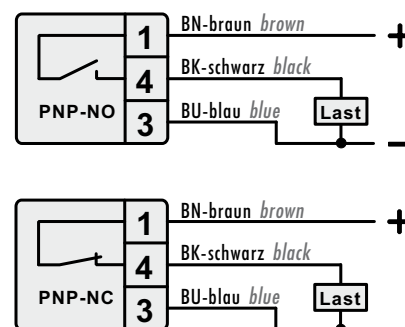 1 BN-braun brown +
4 BK-schwarz black
PNP-NO 3 BU-blau blue Last
−
1 BN-braun brown +
4 BK-schwarz black
PNP-NC 3 BU-blau blue Last